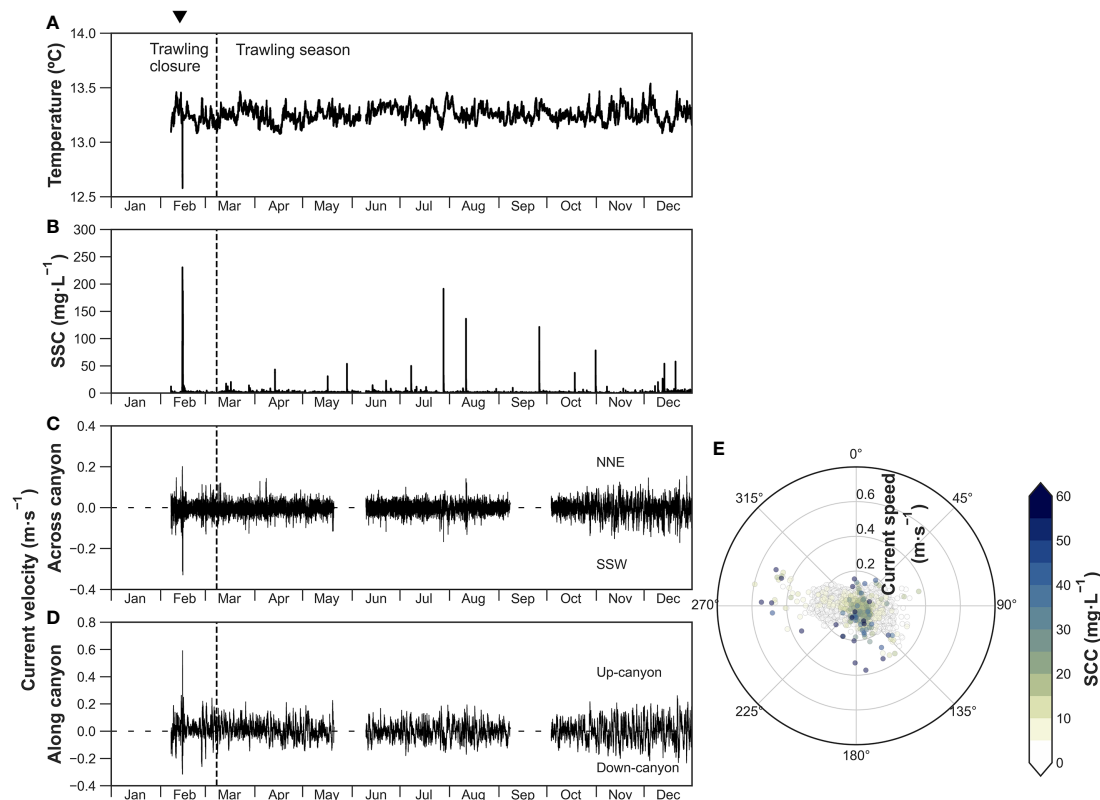 A
Temperature (ºC)
14.0
13.5
13.0
12.5
Trawling
closure
Trawling season
Jan Feb Mar Apr May Jun Jul Aug Sep Oct Nov Dec
B
SSC (mg·L⁻¹)
300
250
200
150
100
50
0
Jan Feb Mar Apr May Jun Jul Aug Sep Oct Nov Dec
Current velocity (m·s⁻¹)
C
Across canyon
0.4
0.2
0.0
−0.2
−0.4
NNE
SSW
Jan Feb Mar Apr May Jun Jul Aug Sep Oct Nov Dec
D
Along canyon
0.8
0.6
0.4
0.2
0.0
−0.2
−0.4
Up-canyon
Down-canyon
Jan Feb Mar Apr May Jun Jul Aug Sep Oct Nov Dec
E
0°
45°
90°
135°
180°
225°
270°
315°
0.6
0.4
0.2
Current speed
(m·s⁻¹)
60
50
40
30
20
10
0
SCC (mg·L⁻¹)